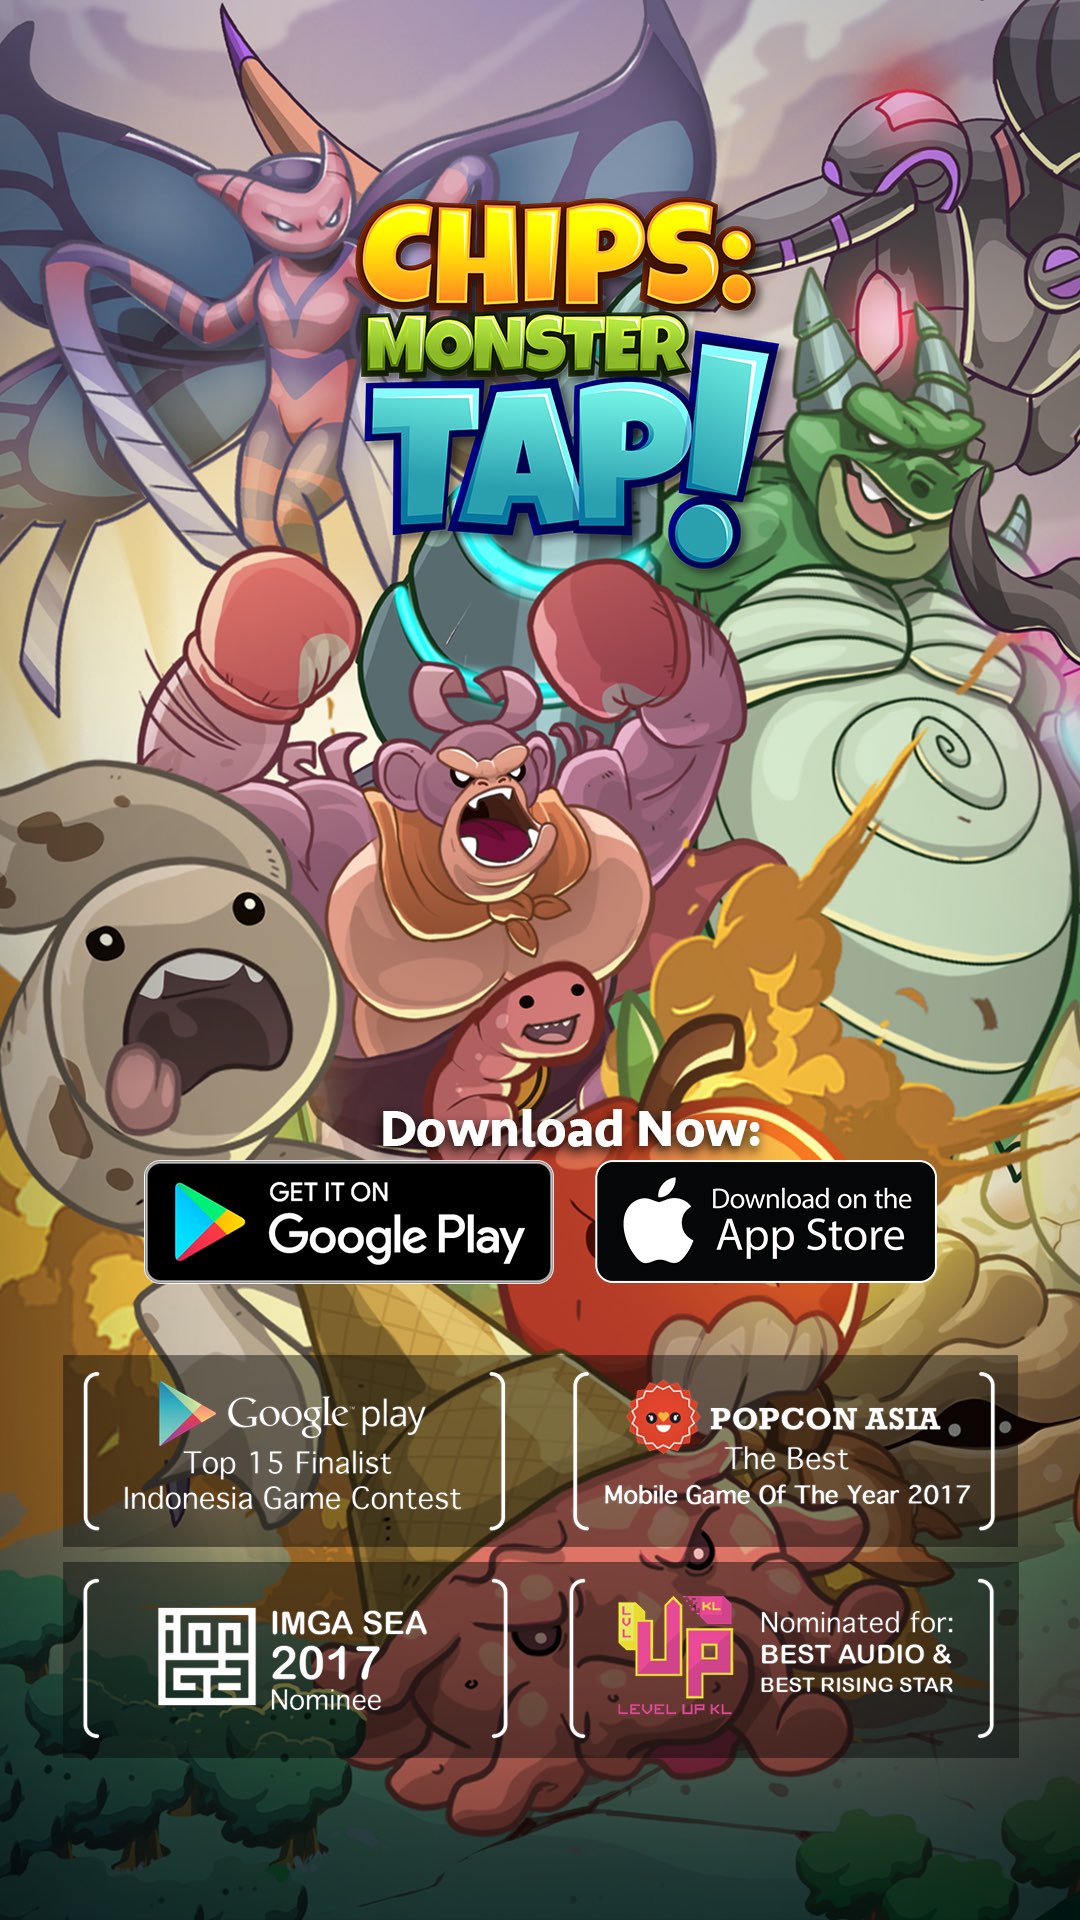 CHIPS:
MONSTER
TAP!
Download Now:
GET IT ON
Google Play
Download on the
App Store
Google play
Top 15 Finalist
Indonesia Game Contest
POPCON ASIA
The Best
Mobile Game Of The Year 2017
imga
IMGA SEA
2017
Nominee
LVL
UP
KL
LEVEL UP KL
Nominated for:
BEST AUDIO &
BEST RISING STAR